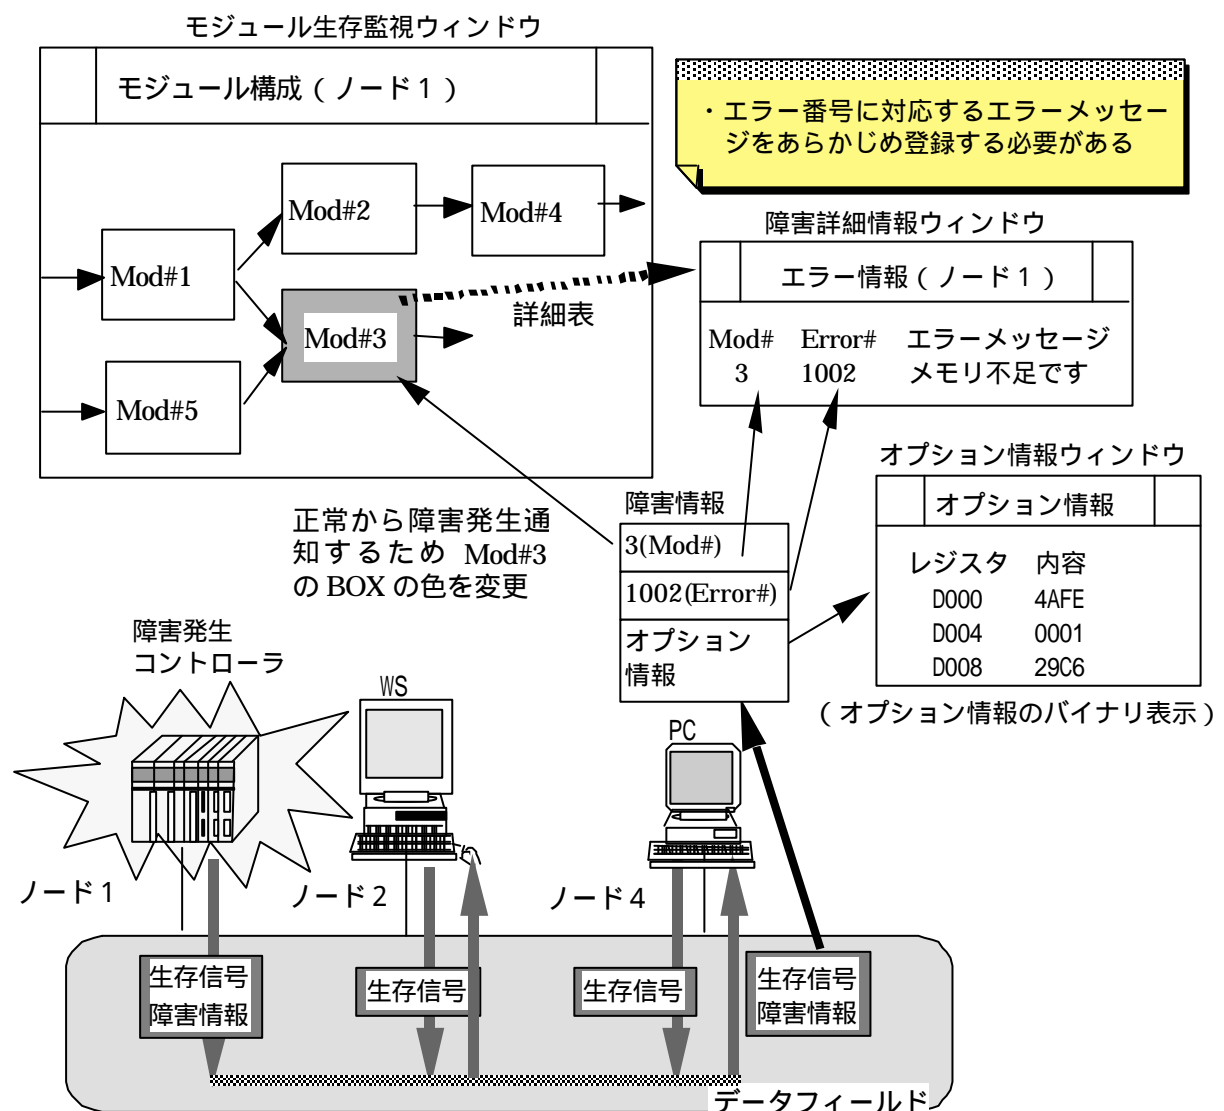 モジュール生存監視ウィンドウ
モジュール構成（ノード１）
Mod#1
Mod#2
Mod#4
Mod#3
Mod#5
詳細表
・エラー番号に対応するエラーメッセー
ジをあらかじめ登録する必要がある
障害詳細情報ウィンドウ
エラー情報（ノード１）
Mod# Error# エラーメッセージ
3 1002 メモリ不足です
オプション情報ウィンドウ
オプション情報
レジスタ 内容
D000 4AFE
D004 0001
D008 29C6
（オプション情報のバイナリ表示）
障害情報
3(Mod#)
1002(Error#)
オプション
情報
正常から障害発生通
知するため Mod#3
の BOX の色を変更
障害発生
コントローラ
WS
PC
ノード１
ノード２
ノード４
生存信号
障害情報
生存信号
生存信号
生存信号
障害情報
データフィールド